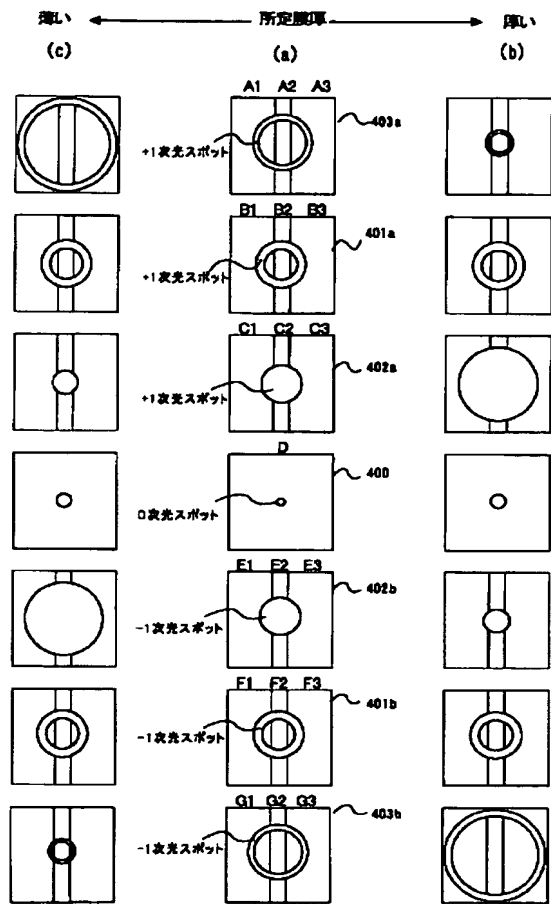 薄い 所定膜厚 厚い
(c) (a) (b)
A1 A2 A3
403a
+1次光スポット
B1 B2 B3
401a
+1次光スポット
C1 C2 C3
402a
+1次光スポット
D
400
0次光スポット
E1 E2 E3
402b
-1次光スポット
F1 F2 F3
401b
-1次光スポット
G1 G2 G3
403b
-1次光スポット